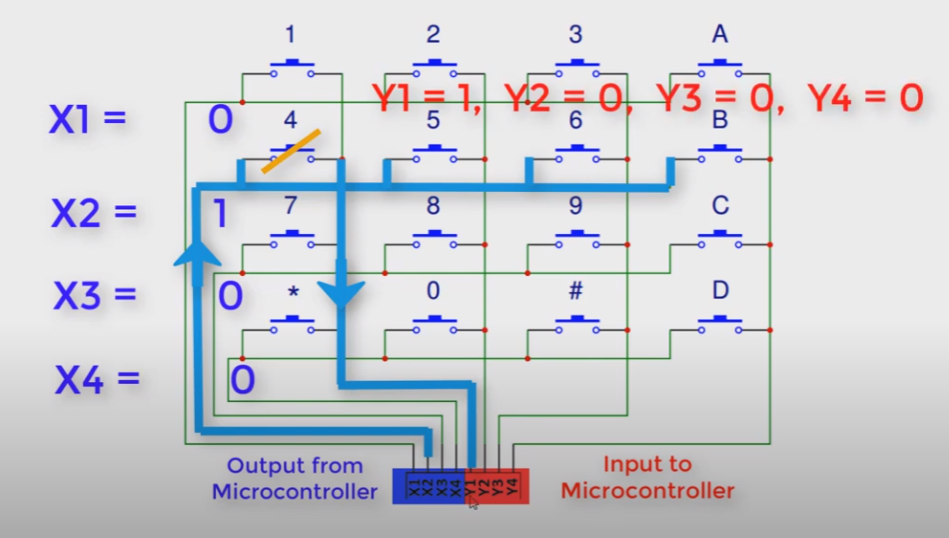 1 2 3 A
Y1 = 1, Y2 = 0, Y3 = 0, Y4 = 0
X1 = 0
4 5 6 B
7 8 9 C
X2 = 1
* 0 # D
X3 = 0
X4 = 0
Output from
Microcontroller
Input to
Microcontroller
X1 X2 X3 X4 Y1 Y2 Y3 Y4